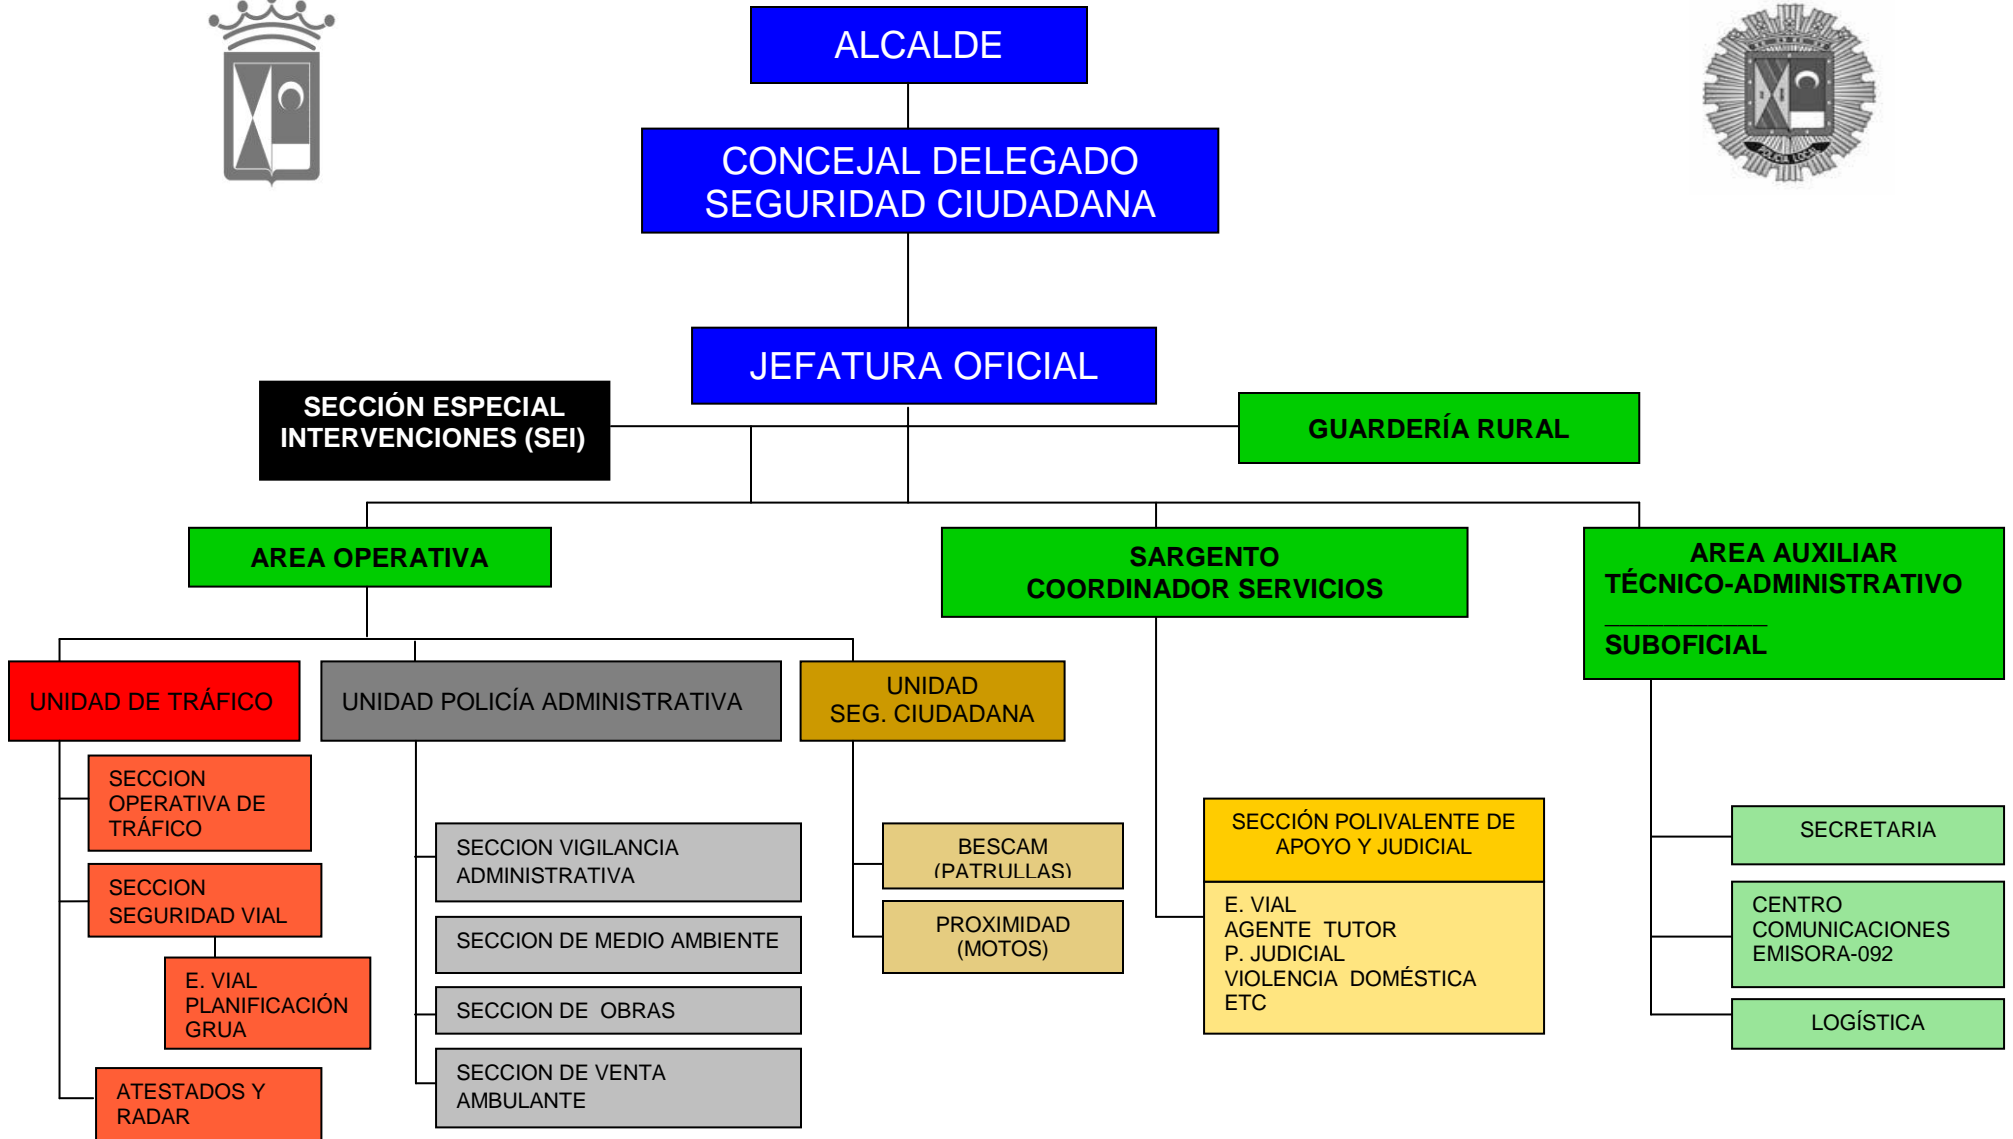 ALCALDE
CONCEJAL DELEGADO
SEGURIDAD CIUDADANA
POLICIA LOCAL
JEFATURA OFICIAL
SECCIÓN ESPECIAL
INTERVENCIONES (SEI)
GUARDERÍA RURAL
AREA OPERATIVA
SARGENTO
COORDINADOR SERVICIOS
AREA AUXILIAR
TÉCNICO-ADMINISTRATIVO
SUBOFICIAL
UNIDAD DE TRÁFICO
UNIDAD POLICÍA ADMINISTRATIVA
UNIDAD
SEG. CIUDADANA
SECCION
OPERATIVA DE
TRÁFICO
SECCION
SEGURIDAD VIAL
E. VIAL
PLANIFICACIÓN
GRUA
ATESTADOS Y
RADAR
SECCION VIGILANCIA
ADMINISTRATIVA
SECCION DE MEDIO AMBIENTE
SECCION DE  OBRAS
SECCION DE VENTA
AMBULANTE
BESCAM
(PATRULLAS)
PROXIMIDAD
(MOTOS)
SECCIÓN POLIVALENTE DE
APOYO Y JUDICIAL
E. VIAL
AGENTE  TUTOR
P. JUDICIAL
VIOLENCIA  DOMÉSTICA
ETC
SECRETARIA
CENTRO
COMUNICACIONES
EMISORA-092
LOGÍSTICA